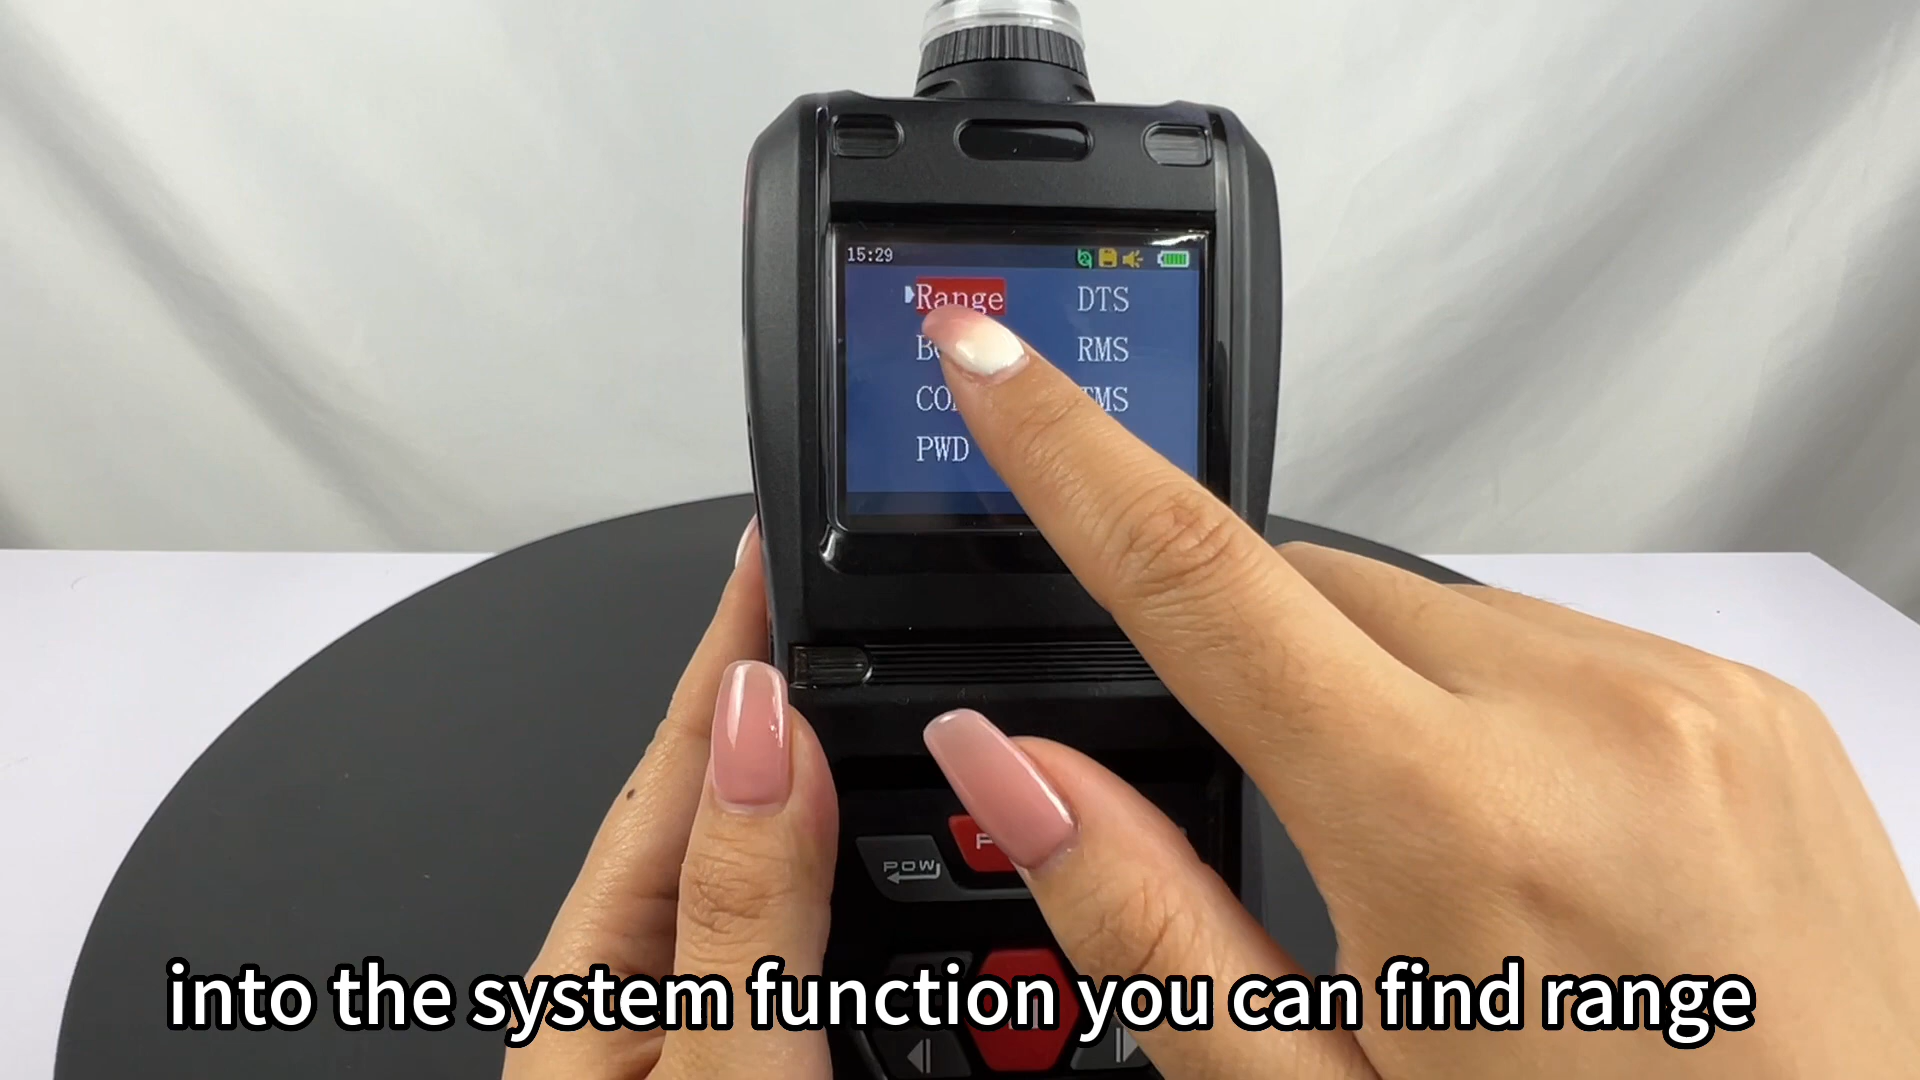 15:29
Range DTS
RMS
PWD
POW
into the system function you can find range